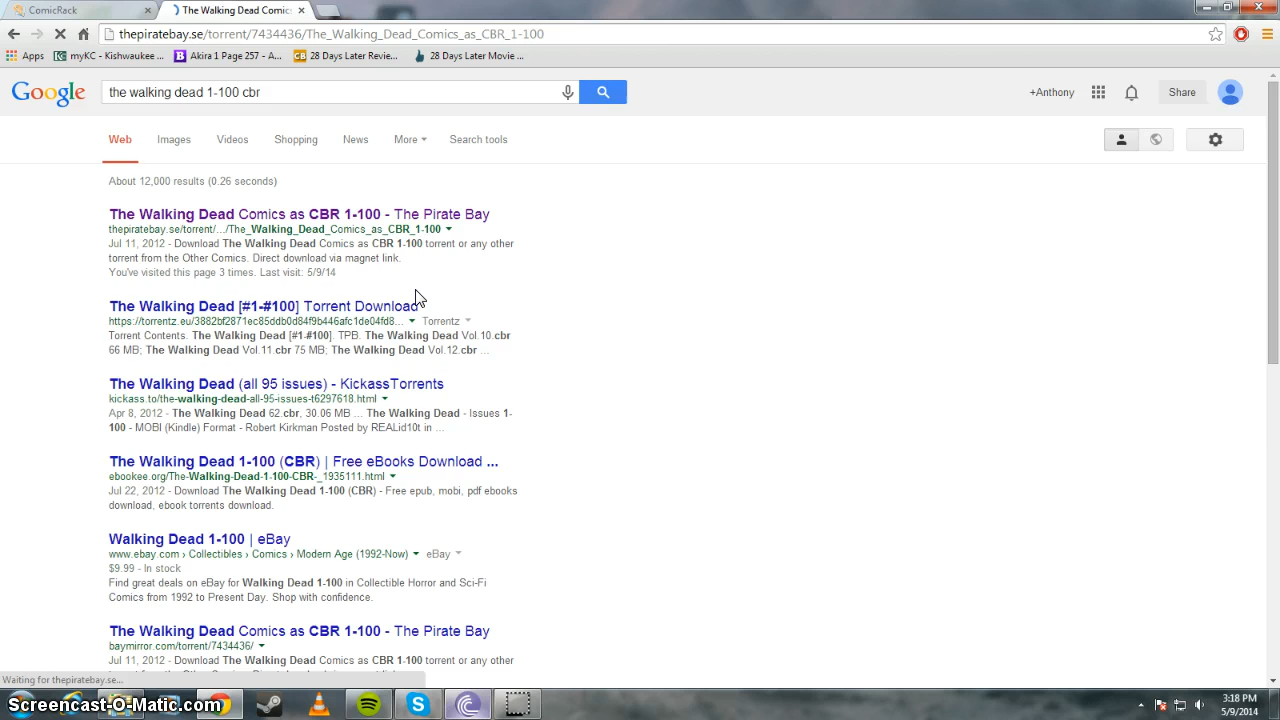 ComicRack
The Walking Dead Comics
thepiratebay.se/torrent/7434436/The_Walking_Dead_Comics_as_CBR_1-100
Apps myKC - Kishwaukee ... Akira 1 Page 257 - A... 28 Days Later Revie... 28 Days Later Movie ...
Google the walking dead 1-100 cbr +Anthony Share
Web Images Videos Shopping News More Search tools
About 12,000 results (0.26 seconds)
The Walking Dead Comics as CBR 1-100 - The Pirate Bay
thepiratebay.se/torrent/.../The_Walking_Dead_Comics_as_CBR_1-100
Jul 11, 2012 - Download The Walking Dead Comics as CBR 1-100 torrent or any other
torrent from the Other Comics. Direct download via magnet link.
You've visited this page 3 times. Last visit: 5/9/14
The Walking Dead [#1-#100] Torrent Download
https://torrentz.eu/3882bf2871ec85ddb0d84f9b446afc1de04fd8... Torrentz
Torrent Contents. The Walking Dead [#1-#100]. TPB. The Walking Dead Vol.10.cbr
66 MB; The Walking Dead Vol.11.cbr 75 MB; The Walking Dead Vol.12.cbr ...
The Walking Dead (all 95 issues) - KickassTorrents
kickass.to/the-walking-dead-all-95-issues-t6297618.html
Apr 8, 2012 - The Walking Dead 62.cbr, 30.06 MB ... The Walking Dead - Issues 1-
100 - MOBI (Kindle) Format - Robert Kirkman Posted by REALid10t in ...
The Walking Dead 1-100 (CBR) | Free eBooks Download ...
ebookee.org/The-Walking-Dead-1-100-CBR-_1935111.html
Jul 22, 2012 - Download The Walking Dead 1-100 (CBR) - Free epub, mobi, pdf ebooks
download, ebook torrents download.
Walking Dead 1-100 | eBay
www.ebay.com › Collectibles › Comics › Modern Age (1992-Now) eBay
$9.99 - In stock
Find great deals on eBay for Walking Dead 1-100 in Collectible Horror and Sci-Fi
Comics from 1992 to Present Day. Shop with confidence.
The Walking Dead Comics as CBR 1-100 - The Pirate Bay
baymirror.com/torrent/7434436/
Jul 11, 2012 - Download The Walking Dead Comics as CBR 1-100 torrent or any other
Waiting for thepiratebay.se...
Screencast-O-Matic.com
3:18 PM
5/9/2014